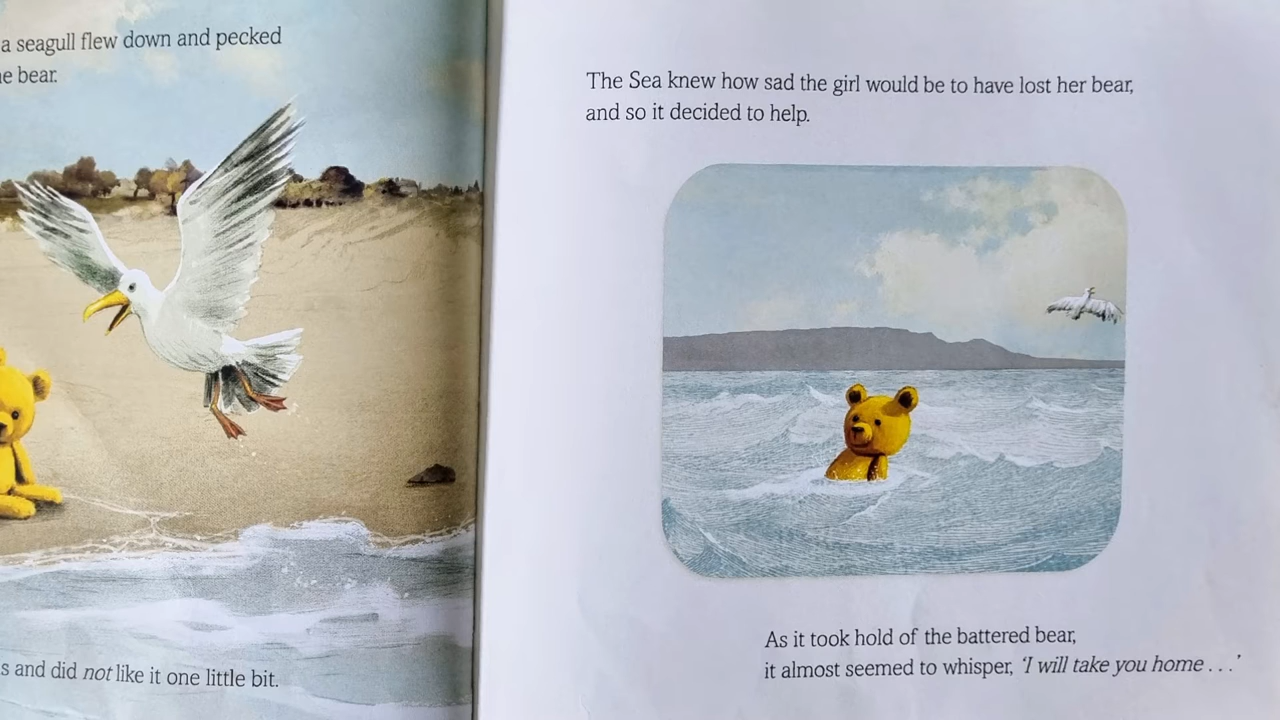 a seagull flew down and pecked
bear.
s and did not like it one little bit.
The Sea knew how sad the girl would be to have lost her bear,
and so it decided to help.
As it took hold of the battered bear,
it almost seemed to whisper, ‘I will take you home . . .’